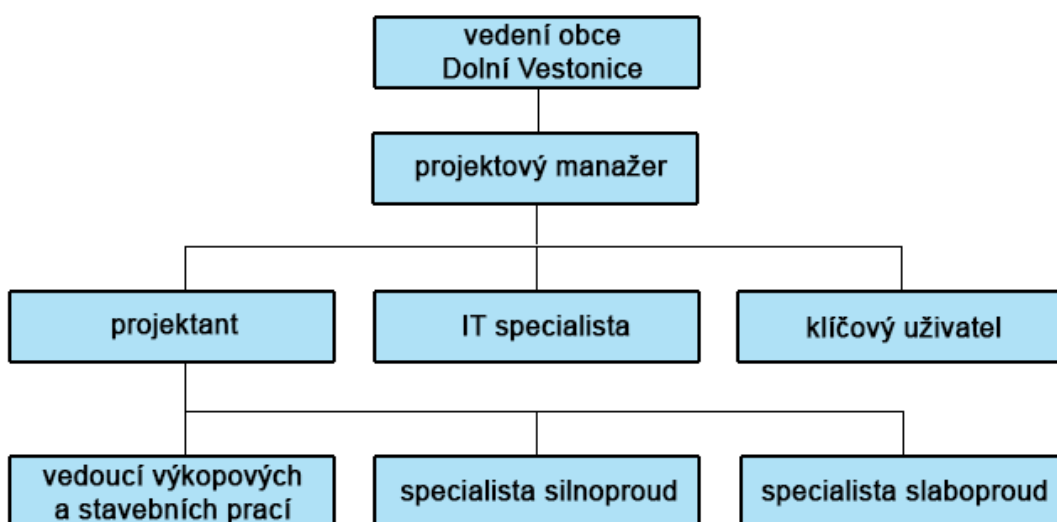 vedení obce
Dolní Vestonice
projektový manažer
projektant
IT specialista
klíčový uživatel
vedoucí výkopových
a stavebních prací
specialista silnoproud
specialista slaboproud